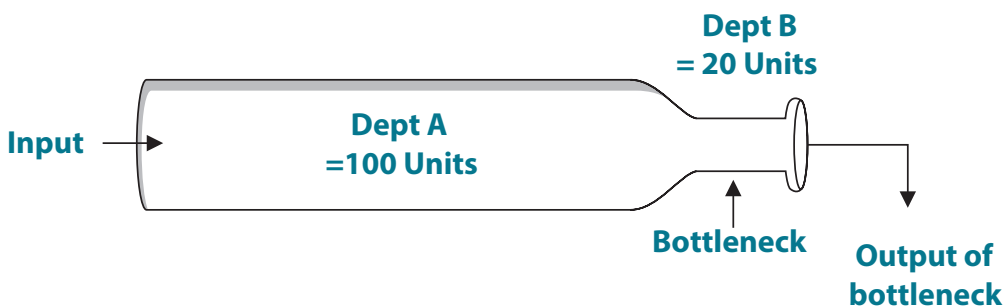 Dept B
= 20 Units
Input
Dept A
=100 Units
Bottleneck
Output of
bottleneck